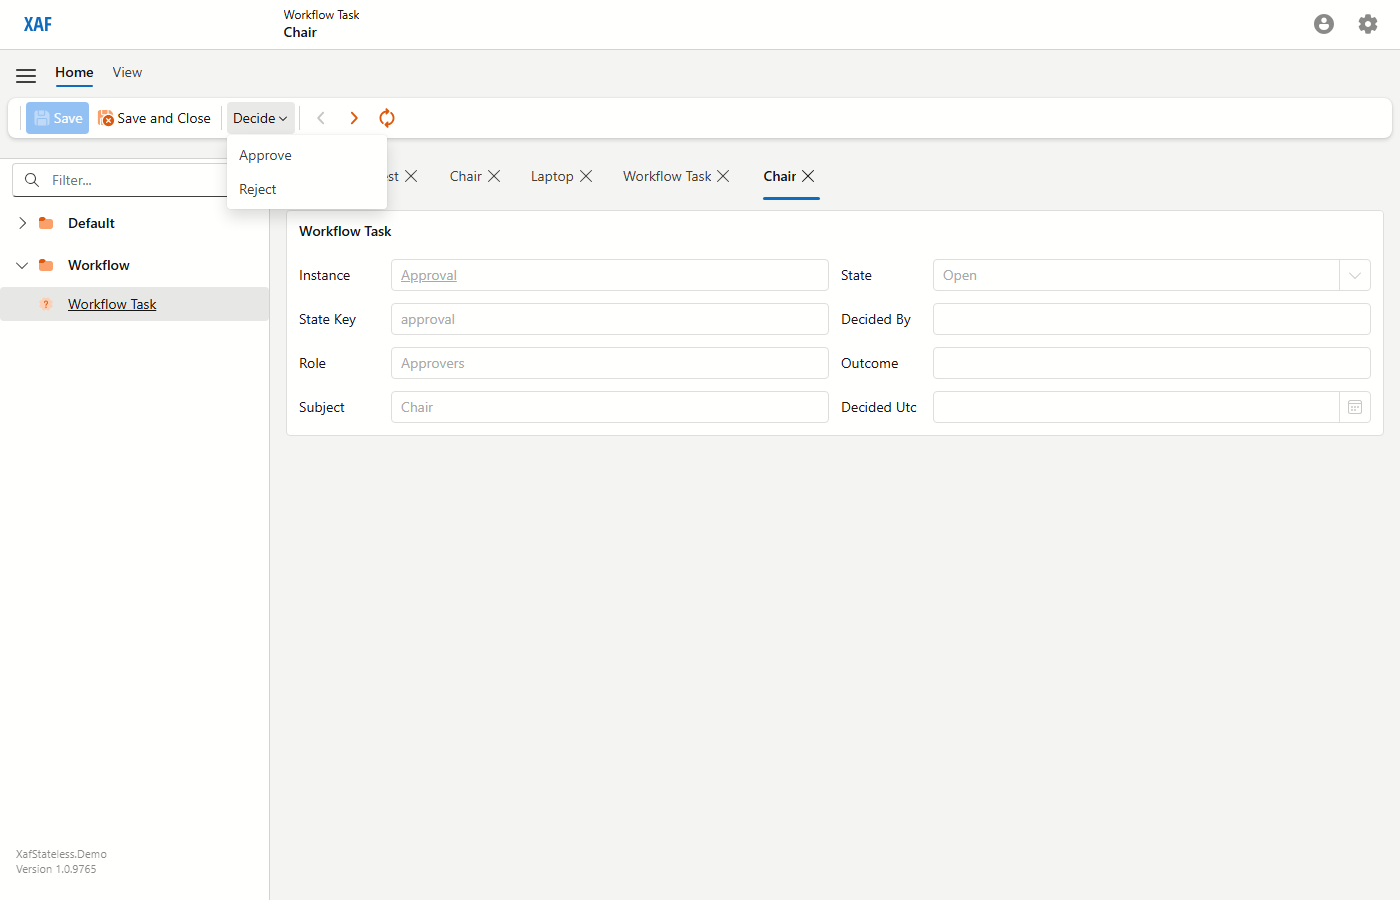 XAF
Workflow Task
Chair
Home
View
Save
Save and Close
Decide
Approve
Reject
Filter...
Chair
Laptop
Workflow Task
Chair
Default
Workflow
Workflow Task
Workflow Task
Instance
Approval
State
Open
State Key
approval
Decided By
Role
Approvers
Outcome
Subject
Chair
Decided Utc
XafStateless.Demo
Version 1.0.9765